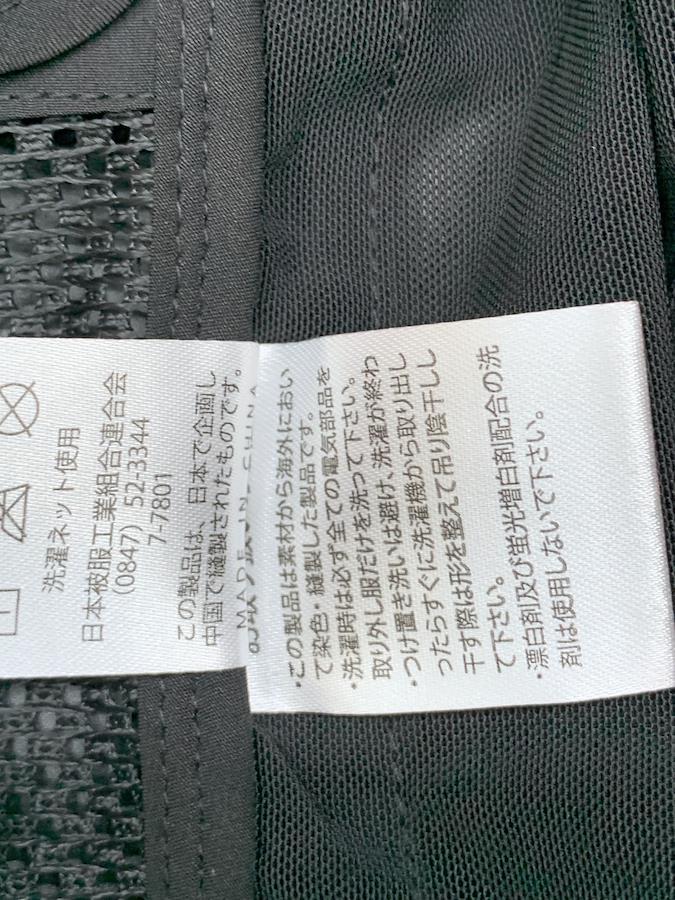 洗濯ネット使用
日本被服工業組合連合会
(0847) 52-3344
7-7801
この製品は、日本で企画し
中国で縫製されたものです。
MADE IN CHINA
・この製品は素材から海外におい
て染色・縫製した製品です。
・洗濯時は必ず全ての電気部品を
取り外し服だけを洗って下さい。
・つけ置き洗いは避け、洗濯が終わ
ったらすぐに洗濯機から取り出し
干す際は形を整えて吊り陰干しし
て下さい。
・漂白剤及び蛍光増白剤配合の洗
剤は使用しないで下さい。